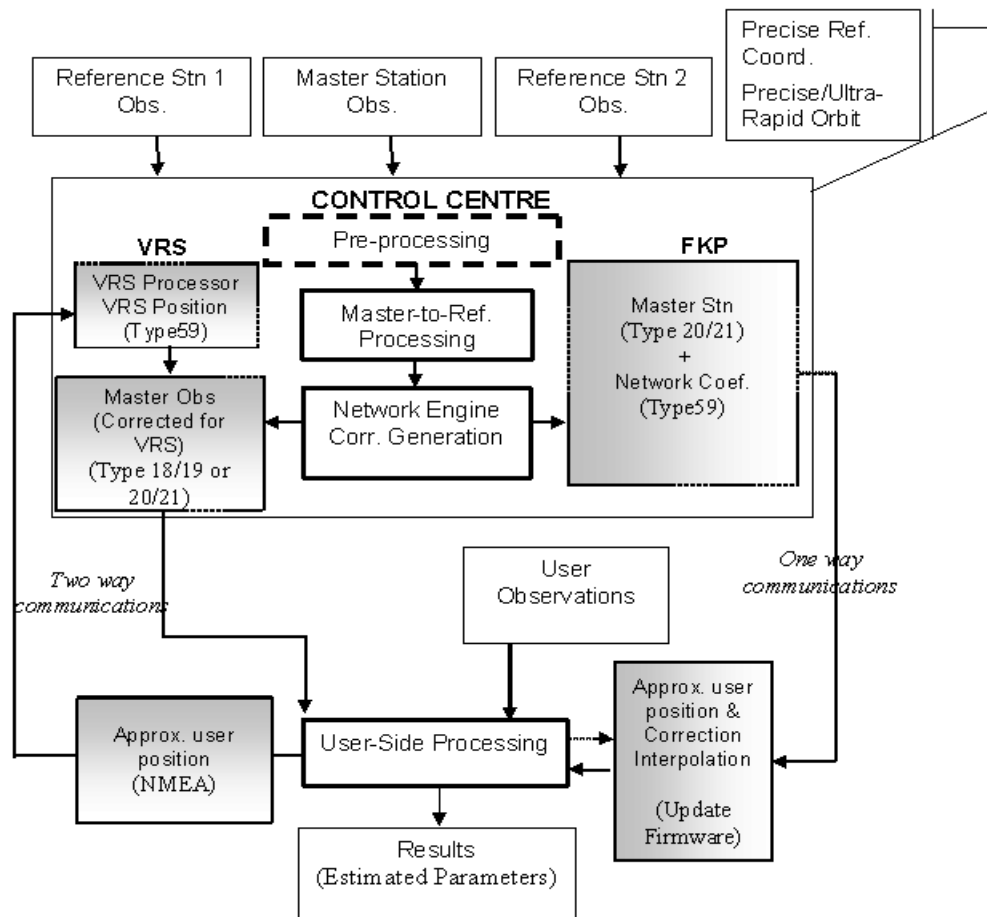 Reference Stn 1
Obs.
Master Station
Obs.
Reference Stn 2
Obs.
Precise Ref.
Coord.
Precise/Ultra-
Rapid Orbit
CONTROL CENTRE
Pre-processing
VRS
FKP
VRS Processor
VRS Position
(Type59)
Master-to-Ref.
Processing
Master Stn
(Type 20/21)
+
Network Coef.
(Type59)
Master Obs
(Corrected for
VRS)
(Type 18/19 or
20/21)
Network Engine
Corr. Generation
Two way
communications
User
Observations
One way
communications
Approx. user
position
(NMEA)
User-Side Processing
Approx. user
position &
Correction
Interpolation
(Update
Firmware)
Results
(Estimated Parameters)